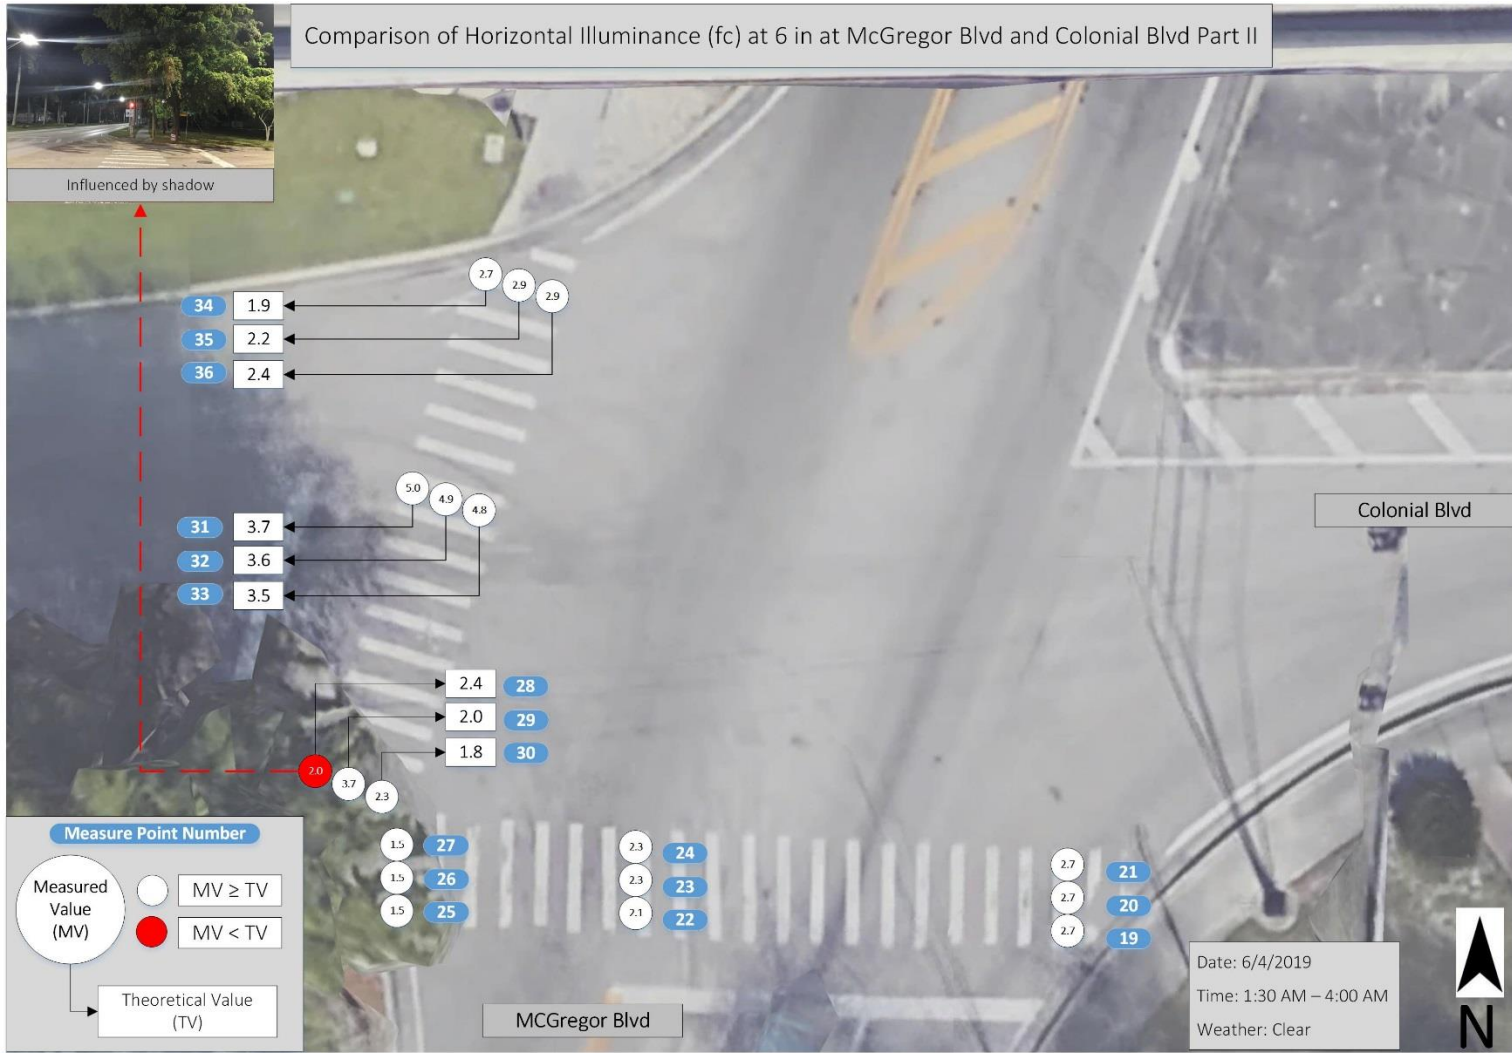 Comparison of Horizontal Illuminance (fc) at 6 in at McGregor Blvd and Colonial Blvd Part II
Influenced by shadow
2.7
2.9
2.9
34 1.9
35 2.2
36 2.4
5.0
4.9
4.8
Colonial Blvd
31 3.7
32 3.6
33 3.5
2.4 28
2.0 29
1.8 30
2.0
3.7
2.3
1.5 27
1.5 26
1.5 25
2.3 24
2.3 23
2.1 22
2.7 21
2.7 20
2.7 19
Measure Point Number
Measured
Value
(MV)
MV ≥ TV
MV < TV
Theoretical Value
(TV)
MCGregor Blvd
Date: 6/4/2019
Time: 1:30 AM – 4:00 AM
Weather: Clear
N